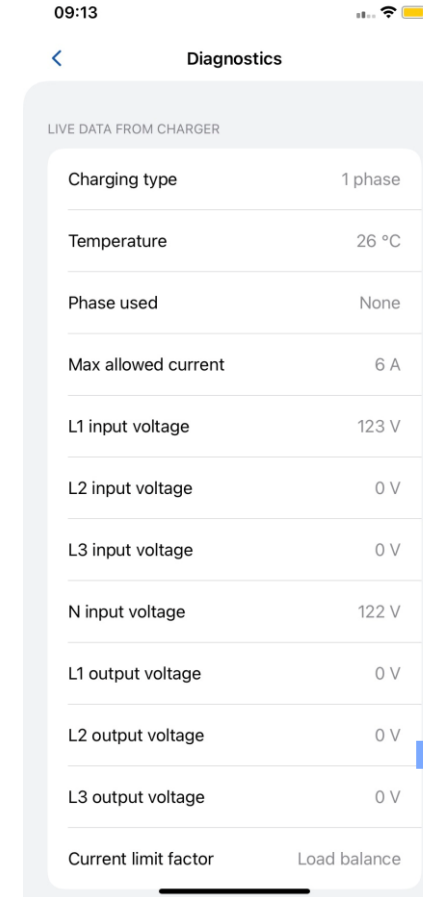 09:13
Diagnostics
LIVE DATA FROM CHARGER
Charging type 1 phase
Temperature 26 °C
Phase used None
Max allowed current 6 A
L1 input voltage 123 V
L2 input voltage 0 V
L3 input voltage 0 V
N input voltage 122 V
L1 output voltage 0 V
L2 output voltage 0 V
L3 output voltage 0 V
Current limit factor Load balance